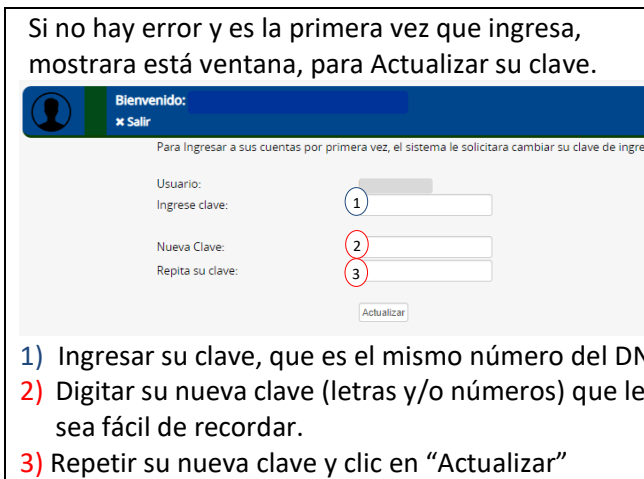 Si no hay error y es la primera vez que ingresa,
mostrara está ventana, para Actualizar su clave.
Bienvenido:
× Salir
Para Ingresar a sus cuentas por primera vez, el sistema le solicitara cambiar su clave de ingre
Usuario:
Ingrese clave: 1
Nueva Clave: 2
Repita su clave: 3
Actualizar
1) Ingresar su clave, que es el mismo número del DN
2) Digitar su nueva clave (letras y/o números) que le
sea fácil de recordar.
3) Repetir su nueva clave y clic en “Actualizar”